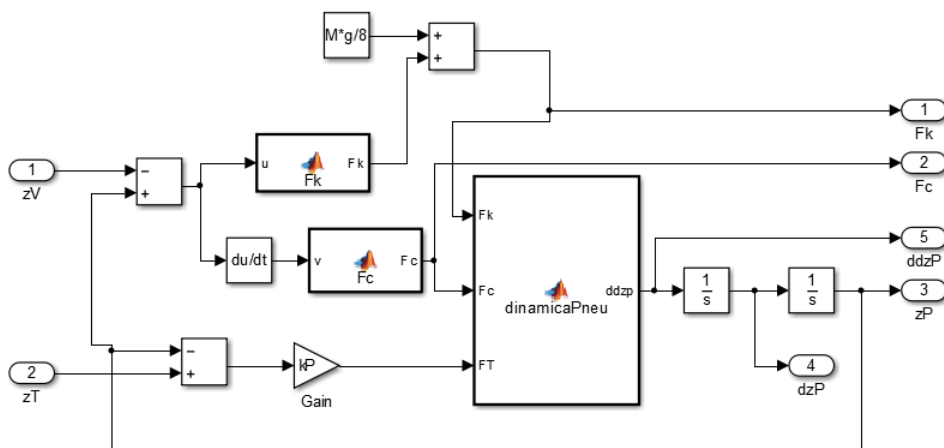 M*g/8
+
+
1
Fk
u
Fk
Fk
1
zV
−
+
2
Fc
Fk
du/dt
v
Fc
Fc
5
ddzP
Fc
dinamicaPneu
ddzp
1
s
1
s
3
zP
−
+
2
zT
kP
Gain
FT
4
dzP